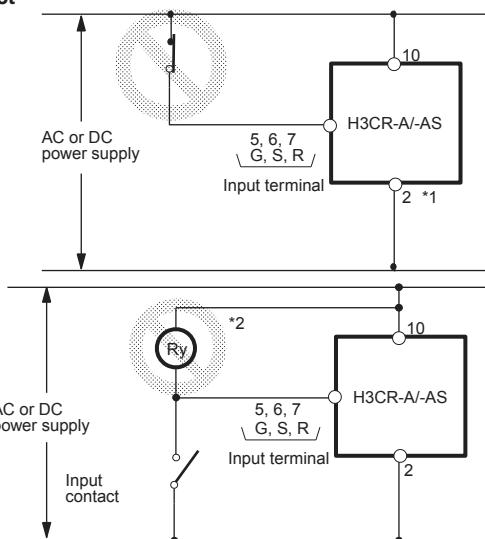 10
H3CR-A/-AS
AC or DC
power supply
5, 6, 7
G, S, R
Input terminal
2 *1
*2
10
Ry
H3CR-A/-AS
AC or DC
power supply
5, 6, 7
G, S, R
Input terminal
2
Input
contact